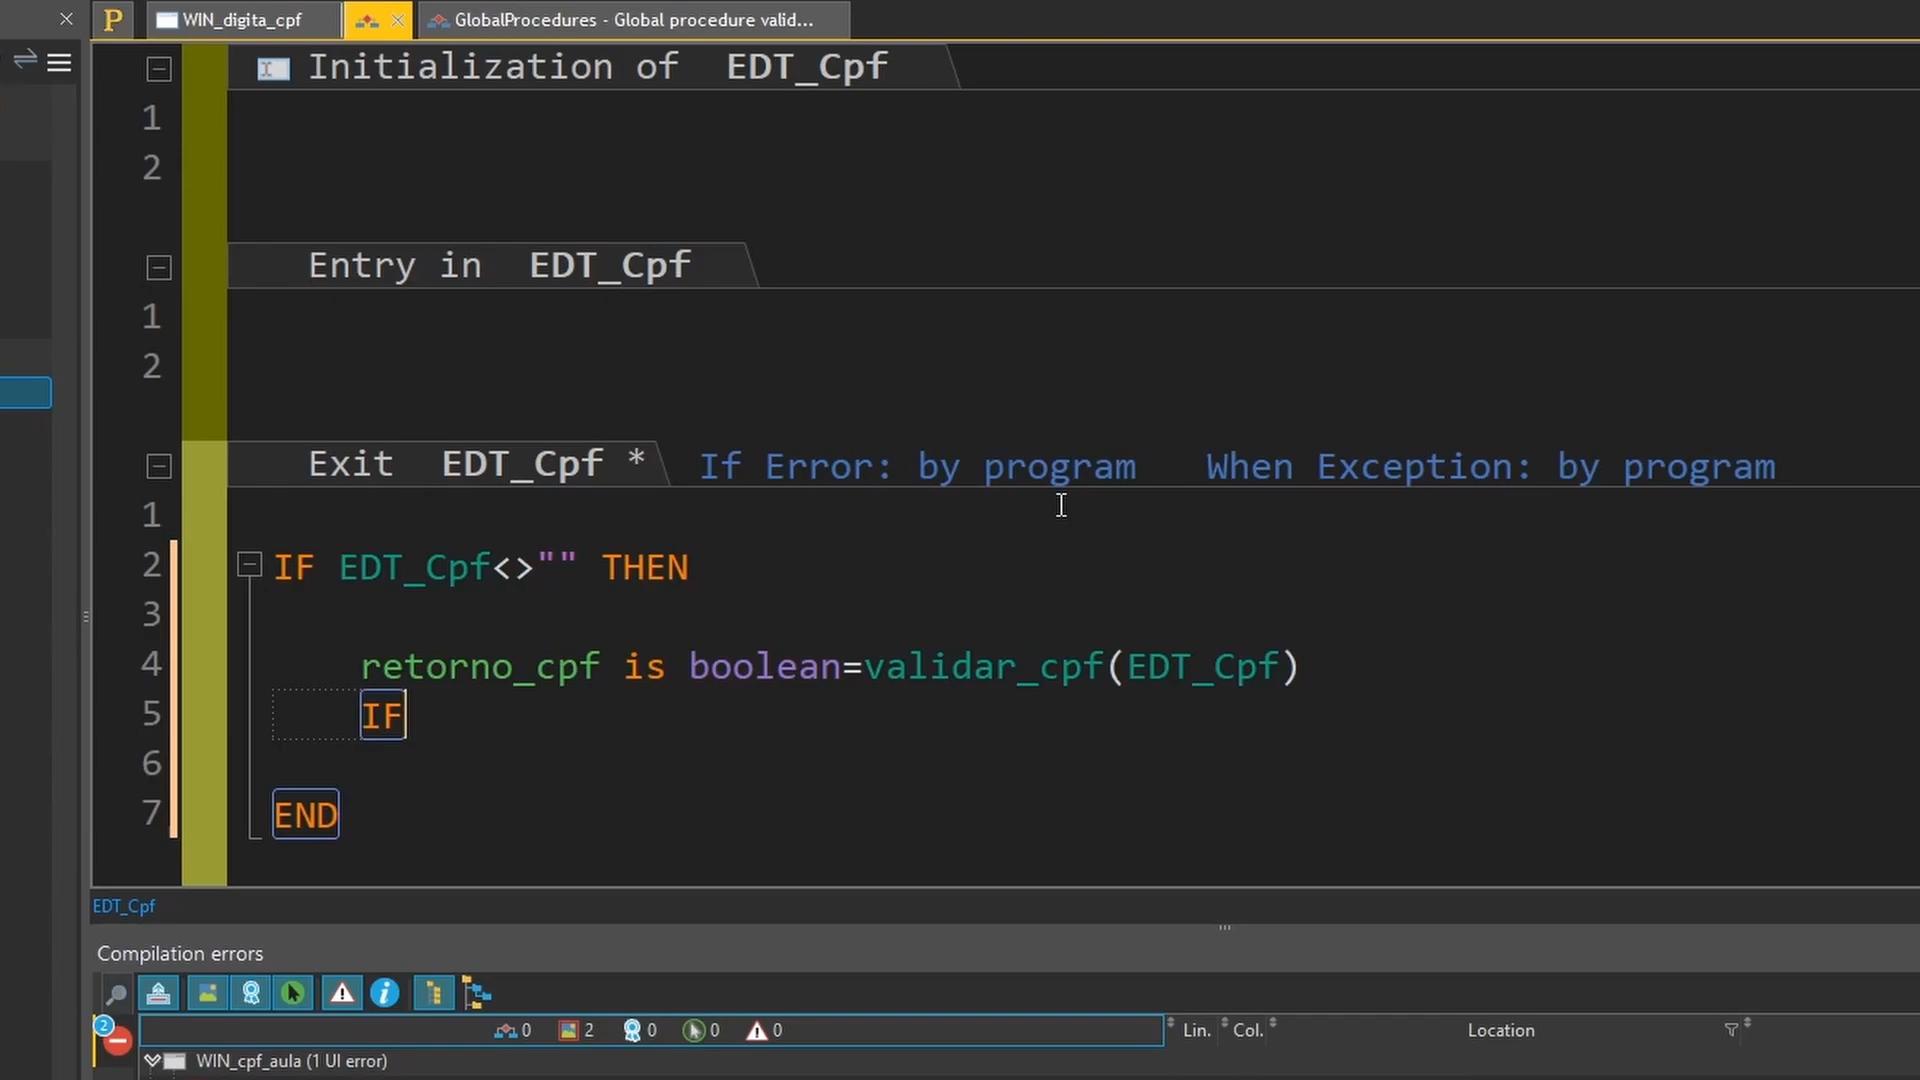 P WIN_digita_cpf GlobalProcedures - Global procedure valid...
Initialization of EDT_Cpf
1
2
Entry in EDT_Cpf
1
2
Exit EDT_Cpf * If Error: by program When Exception: by program
1
2 IF EDT_Cpf<>"" THEN
3
4 retorno_cpf is boolean=validar_cpf(EDT_Cpf)
5 IF
6
7 END
EDT_Cpf
Compilation errors
2 0 2 0 0 0 Lin. Col. Location
WIN_cpf_aula (1 UI error)